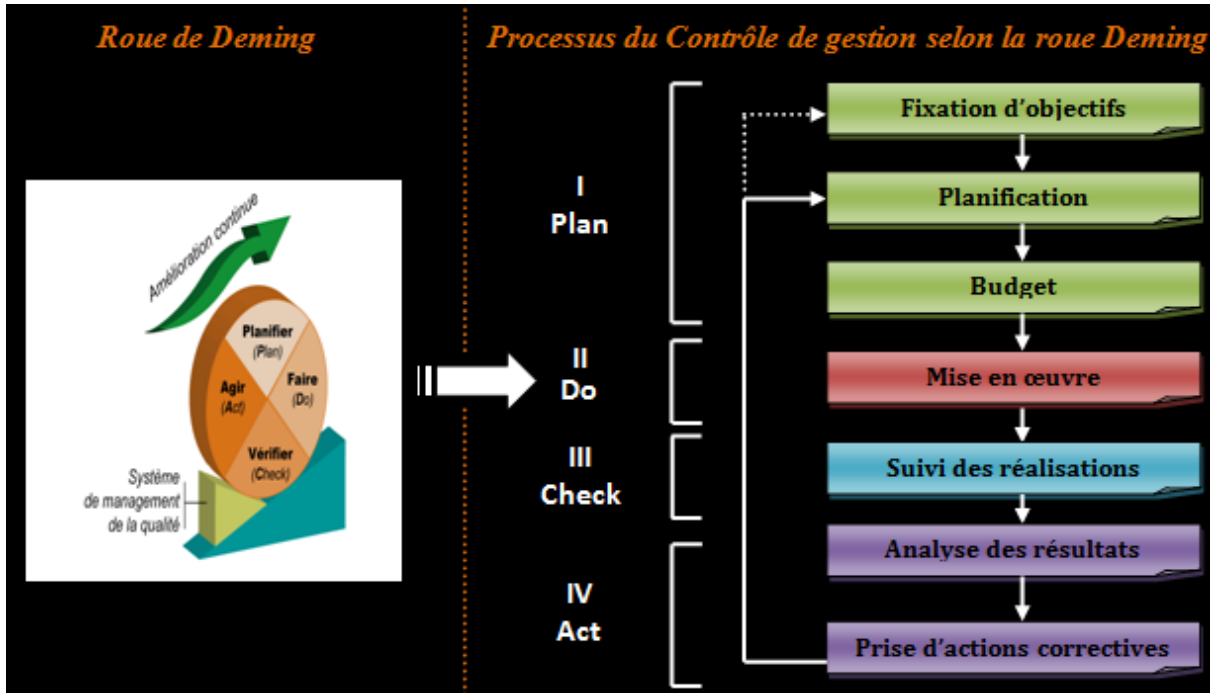 Roue de Deming
Amélioration continue
Planifier
(Plan)
Agir
(Act)
Faire
(Do)
Vérifier
(Check)
Système
de management
de la qualité
Processus du Contrôle de gestion selon la roue Deming
I
Plan
Fixation d'objectifs
Planification
Budget
II
Do
Mise en œuvre
III
Check
Suivi des réalisations
IV
Act
Analyse des résultats
Prise d'actions correctives